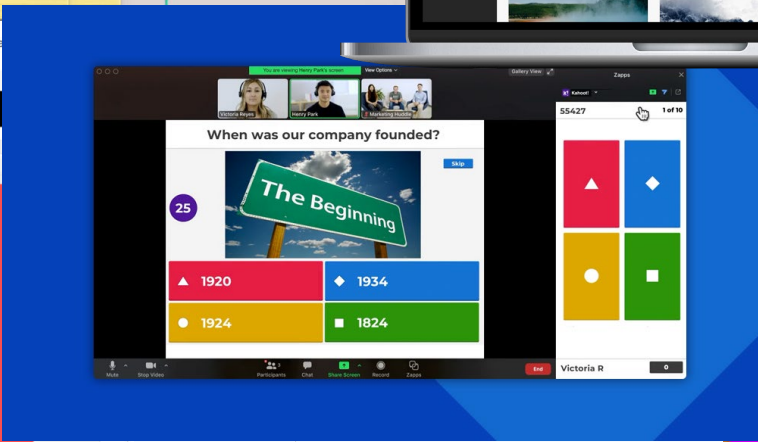 You are viewing Henry Park's screen
View Options
Gallery View
Zapps
Victoria Reyes
Henry Park
Marketing Huddle
Kahoot!
55427
1 of 10
When was our company founded?
Skip
25
The Beginning
1920
1934
1924
1824
Mute
Stop Video
Participants
3
Chat
Share Screen
Record
Zapps
End
Victoria R
0